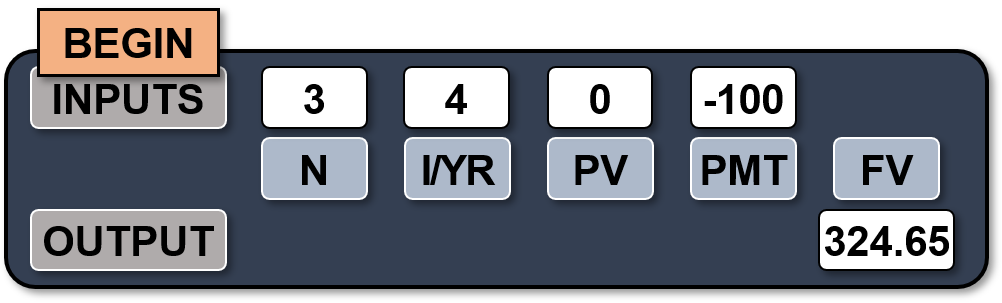 BEGIN
INPUTS 3 4 0 -100
N I/YR PV PMT FV
OUTPUT 324.65